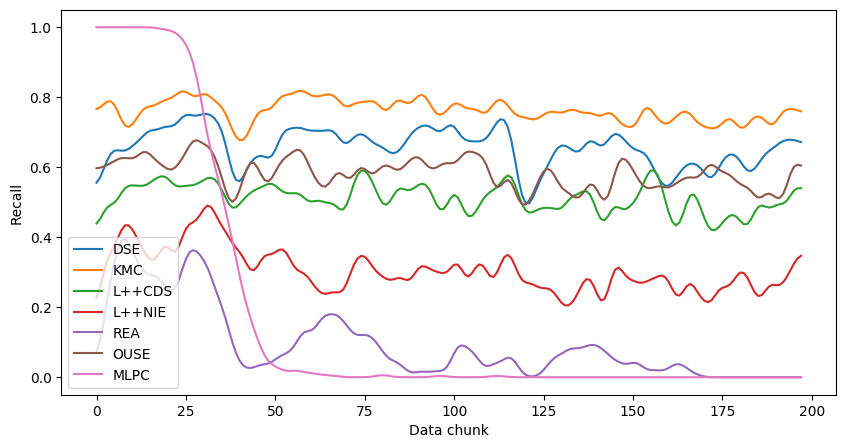 1.0
0.8
0.6
0.4
0.2
0.0
Recall
DSE
KMC
L++CDS
L++NIE
REA
OUSE
MLPC
0 25 50 75 100 125 150 175 200
Data chunk